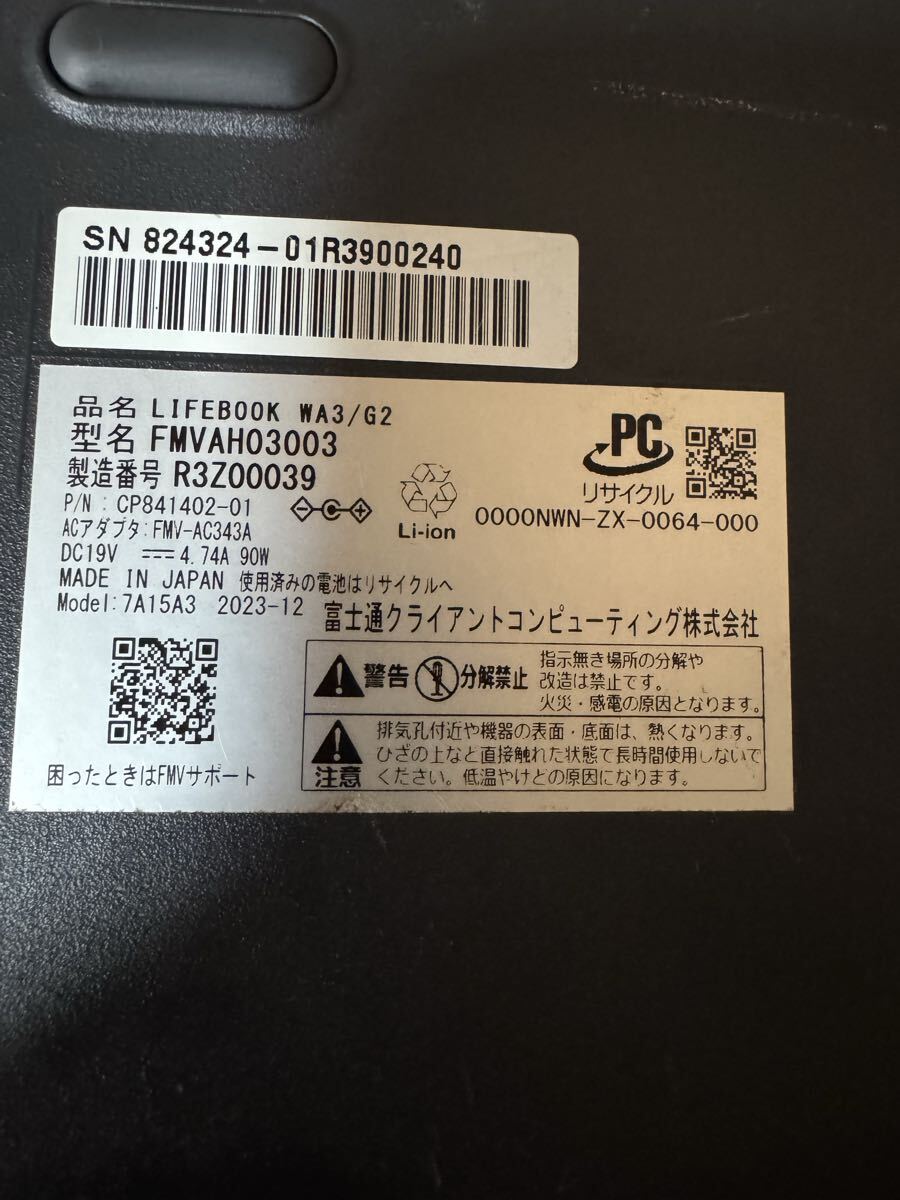 SN 824324-01R3900240
品名 LIFEBOOK WA3/G2
型名 FMVAH03003
製造番号 R3Z00039
P/N : CP841402-01
ACアダプタ:FMV-AC343A
DC19V 4.74A 90W
Li-ion
PC
リサイクル
0000NWN-ZX-0064-000
MADE IN JAPAN 使用済みの電池はリサイクルへ
Model:7A15A3 2023-12 富士通クライアントコンピューティング株式会社
困ったときはFMVサポート
警告 分解禁止
指示無き場所の分解や
改造は禁止です。
火災・感電の原因となります。
注意
排気孔付近や機器の表面・底面は、熱くなります。
ひざの上など直接触れた状態で長時間使用しないで
ください。低温やけどの原因になります。